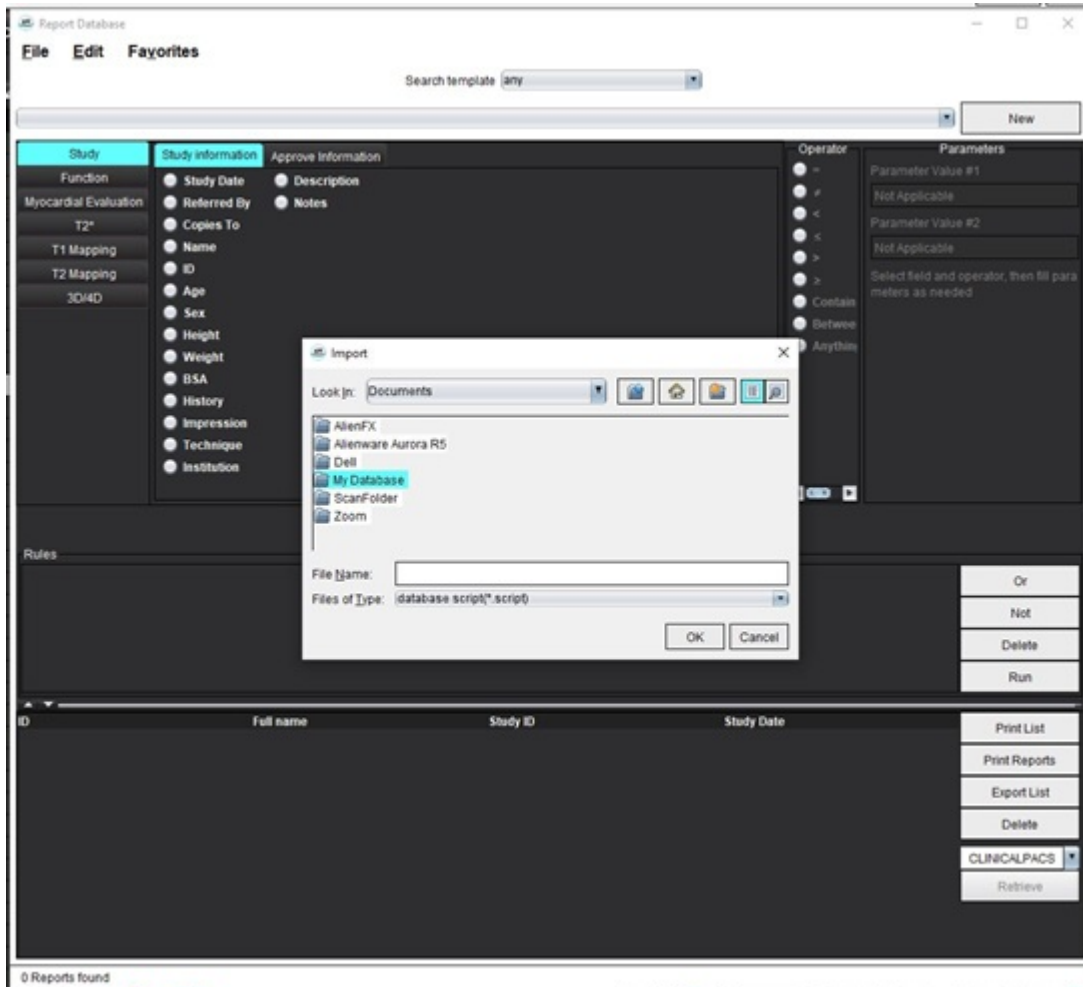 Report Database
File Edit Favorites
Search template any
New
Study
Function
Myocardial Evaluation
T2*
T1 Mapping
T2 Mapping
3D/4D
Study information Approve Information
Study Date Description
Referred By Notes
Copies To
Name
ID
Age
Sex
Height
Weight
BSA
History
Impression
Technique
Institution
Operator
=
≠
<
≤
>
≥
Contain
Betwee
Anythin
Parameters
Parameter Value #1
Not Applicable
Parameter Value #2
Not Applicable
Select field and operator, then fill para
meters as needed
Import
Look In: Documents
AlienFX
Alienware Aurora R5
Dell
My Database
ScanFolder
Zoom
File Name:
Files of Type: database script(*.script)
OK Cancel
Rules
Or
Not
Delete
Run
ID Full name Study ID Study Date
Print List
Print Reports
Export List
Delete
CLINICALPACS
Retrieve
0 Reports found